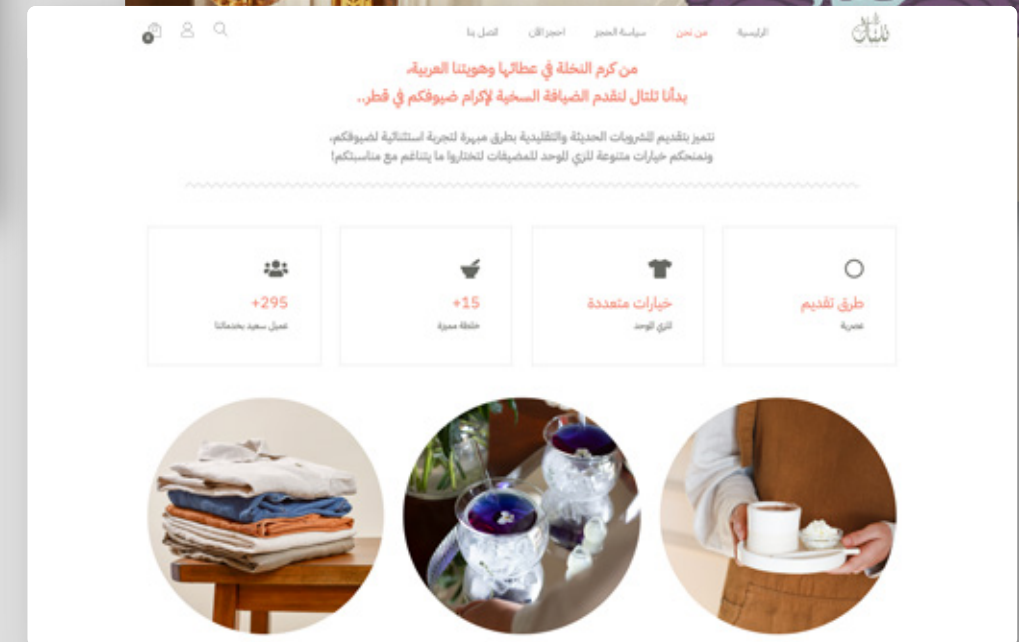 الرئيسية
من نحن
سياسة الحجز
احجز الآن
اتصل بنا
0
من كرم النخلة في عطائها وهويتنا العربية،
بدأنا تلتال لنقدم الضيافة السخية لإكرام ضيوفكم في قطر..
نتميز بتقديم المشروبات الحديثة والتقليدية بطرق مبهرة لتجربة استثنائية لضيوفكم،
ونمنحكم خيارات متنوعة للزي الموحد للمضيفات لتختاروا ما يتناغم مع مناسبتكم!
طرق تقديم
عصرية
خيارات متعددة
للزي الموحد
+15
خلطة مميزة
+295
عميل سعيد بخدماتنا